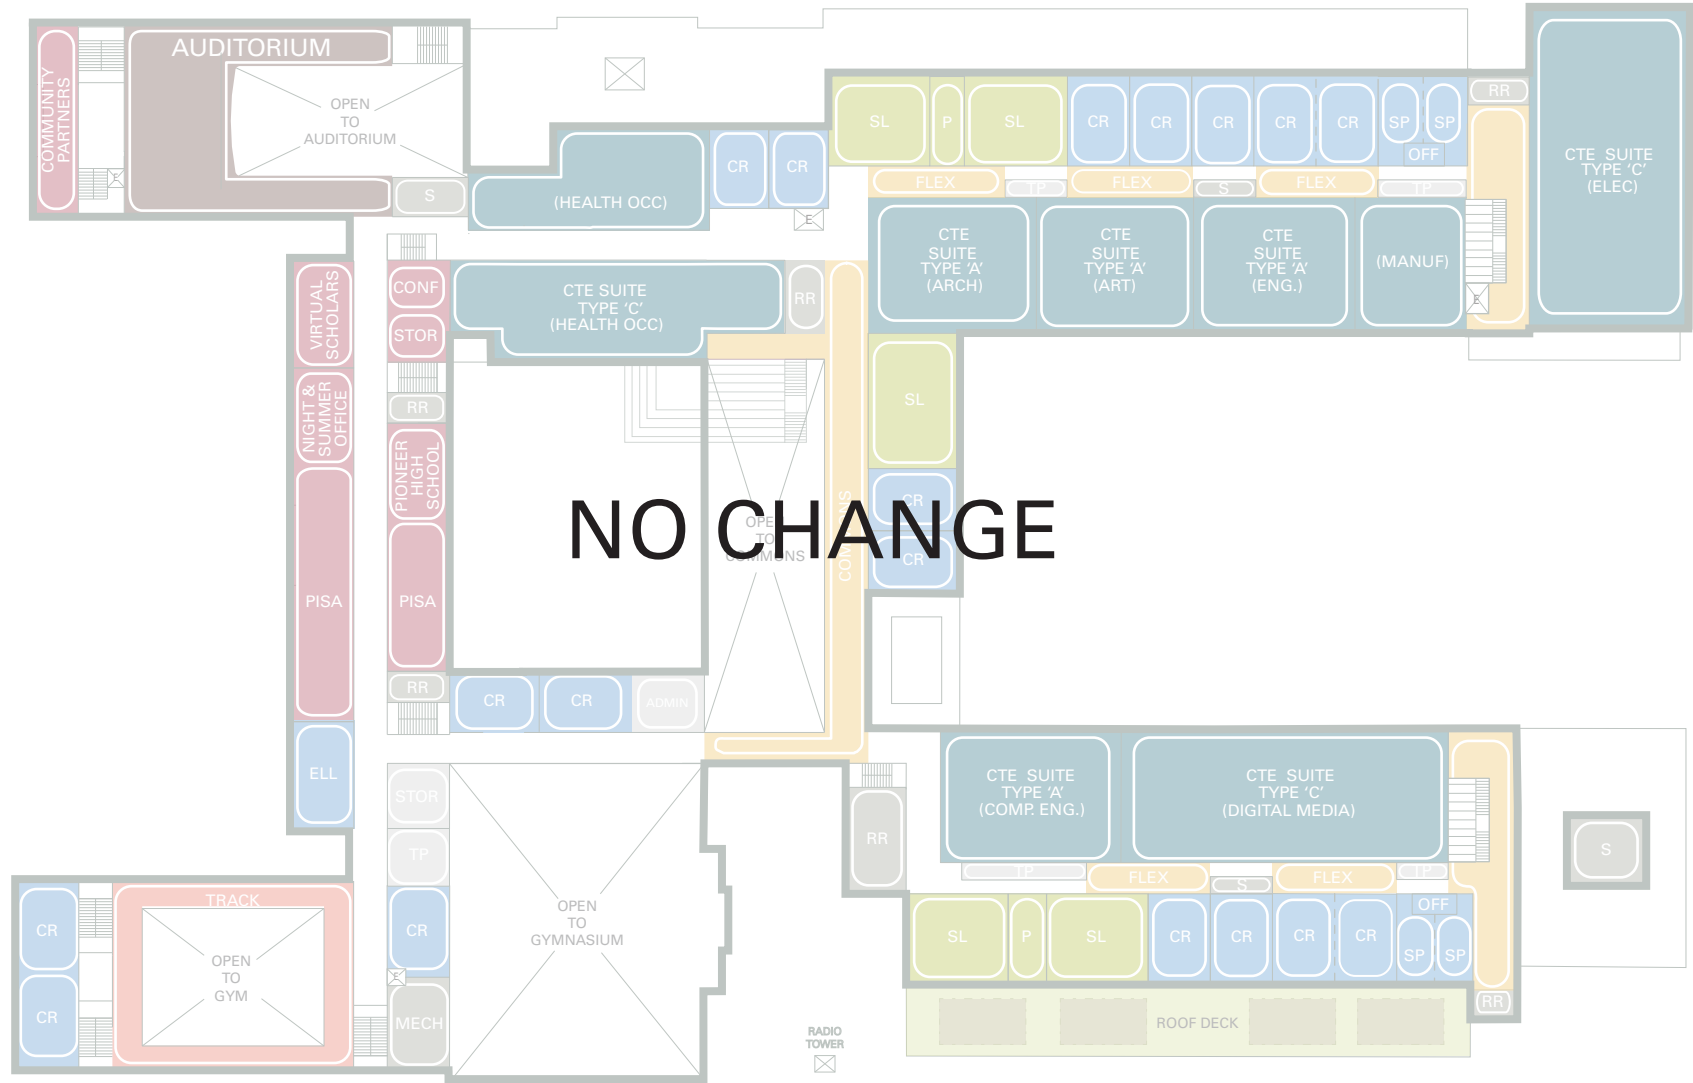 COMMUNITY
PARTNERS
AUDITORIUM
OPEN
TO
AUDITORIUM
E
S
(HEALTH OCC)
CR
CR
E
SL
P
SL
CR
CR
CR
CR
CR
SP
SP
OFF
RR
FLEX
TP
FLEX
S
FLEX
TP
CTE SUITE
TYPE 'C'
(ELEC)
CTE
SUITE
TYPE 'A'
(ARCH)
CTE
SUITE
TYPE 'A'
(ART)
CTE
SUITE
TYPE 'A'
(ENG.)
(MANUF)
E
VIRTUAL
SCHOLARS
CONF
STOR
CTE SUITE
TYPE 'C'
(HEALTH OCC)
RR
NIGHT &
SUMMER
OFFICE
RR
PIONEER
HIGH
SCHOOL
SL
CR
CR
NO CHANGE
OPEN
TO
COMMONS
COMMONS
PISA
PISA
RR
CR
CR
ADMIN
ELL
STOR
TP
CR
E
MECH
OPEN
TO
GYMNASIUM
RR
CTE SUITE
TYPE 'A'
(COMP. ENG.)
CTE SUITE
TYPE 'C'
(DIGITAL MEDIA)
TP
FLEX
S
FLEX
TP
S
CR
CR
TRACK
OPEN
TO
GYM
SL
P
SL
CR
CR
CR
CR
OFF
SP
SP
RR
ROOF DECK
RADIO
TOWER